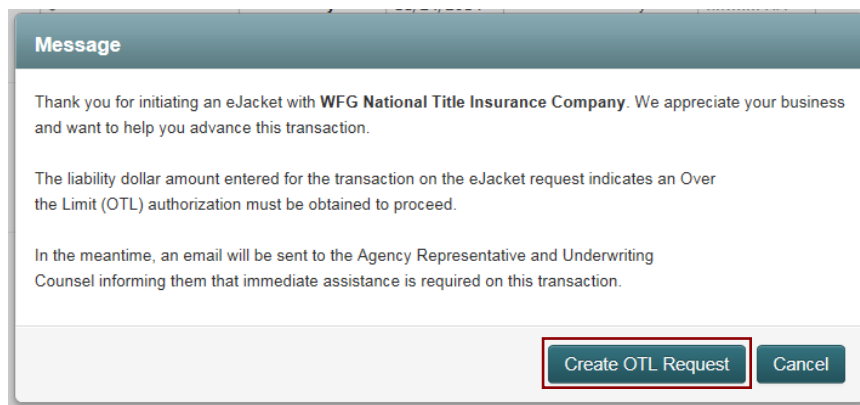 Message
Thank you for initiating an eJacket with WFG National Title Insurance Company. We appreciate your business
and want to help you advance this transaction.
The liability dollar amount entered for the transaction on the eJacket request indicates an Over
the Limit (OTL) authorization must be obtained to proceed.
In the meantime, an email will be sent to the Agency Representative and Underwriting
Counsel informing them that immediate assistance is required on this transaction.
Create OTL Request Cancel